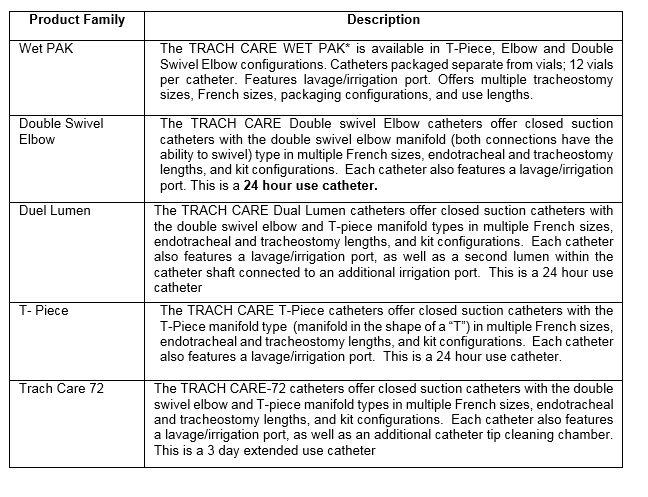 Product Family
Description
Wet PAK
The TRACH CARE WET PAK* is available in T-Piece, Elbow and Double
Swivel Elbow configurations. Catheters packaged separate from vials; 12 vials
per catheter. Features lavage/irrigation port. Offers multiple tracheostomy
sizes, French sizes, packaging configurations, and use lengths.
Double Swivel
Elbow
The TRACH CARE Double swivel Elbow catheters offer closed suction
catheters with the double swivel elbow manifold (both connections have the
ability to swivel) type in multiple French sizes, endotracheal and tracheostomy
lengths, and kit configurations. Each catheter also features a lavage/irrigation
port. This is a 24 hour use catheter.
Duel Lumen
The TRACH CARE Dual Lumen catheters offer closed suction catheters with
the double swivel elbow and T-piece manifold types in multiple French sizes,
endotracheal and tracheostomy lengths, and kit configurations. Each catheter
also features a lavage/irrigation port, as well as a second lumen within the
catheter shaft connected to an additional irrigation port. This is a 24 hour use
catheter
T- Piece
The TRACH CARE T-Piece catheters offer closed suction catheters with the
T-Piece manifold type (manifold in the shape of a “T”) in multiple French sizes,
endotracheal and tracheostomy lengths, and kit configurations. Each catheter
also features a lavage/irrigation port. This is a 24 hour use catheter.
Trach Care 72
The TRACH CARE-72 catheters offer closed suction catheters with the double
swivel elbow and T-piece manifold types in multiple French sizes, endotracheal
and tracheostomy lengths, and kit configurations. Each catheter also features
a lavage/irrigation port, as well as an additional catheter tip cleaning chamber.
This is a 3 day extended use catheter